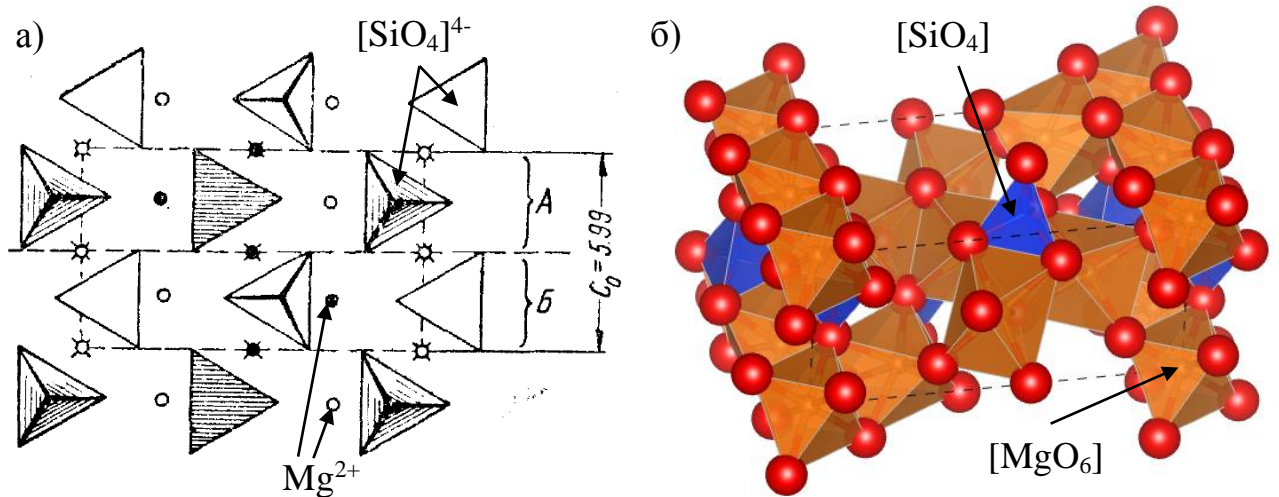 а)
[SiO₄]⁴⁻
б)
[SiO₄]
А
C₀ = 5.99
Б
Mg²⁺
[MgO₆]